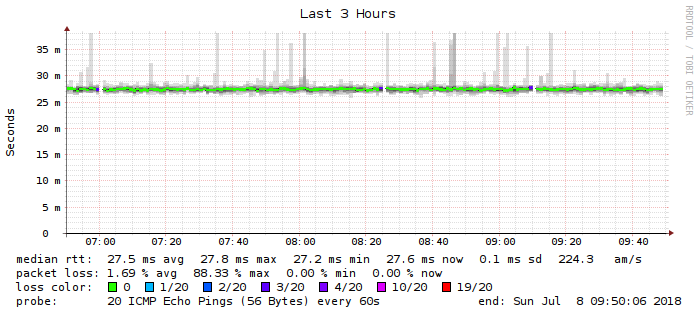 Last 3 Hours
RRDTOOL / TOBI OETIKER
Seconds
35 m
30 m
25 m
20 m
15 m
10 m
5 m
0
07:00 07:20 07:40 08:00 08:20 08:40 09:00 09:20 09:40
median rtt: 27.5 ms avg 27.8 ms max 27.2 ms min 27.6 ms now 0.1 ms sd 224.3 am/s
packet loss: 1.69 % avg 88.33 % max 0.00 % min 0.00 % now
loss color: 0 1/20 2/20 3/20 4/20 10/20 19/20
probe: 20 ICMP Echo Pings (56 Bytes) every 60s end: Sun Jul 8 09:50:06 2018